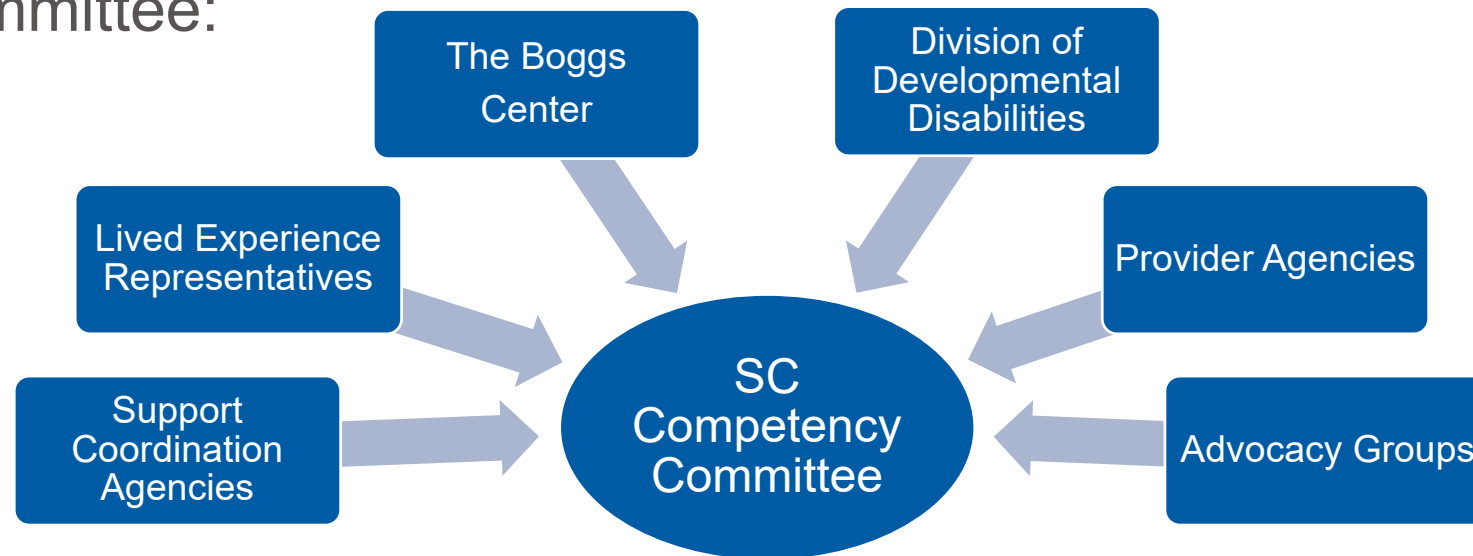 mmittee:
The Boggs
Center
Division of
Developmental
Disabilities
Lived Experience
Representatives
Provider Agencies
Support
Coordination
Agencies
SC
Competency
Committee
Advocacy Groups